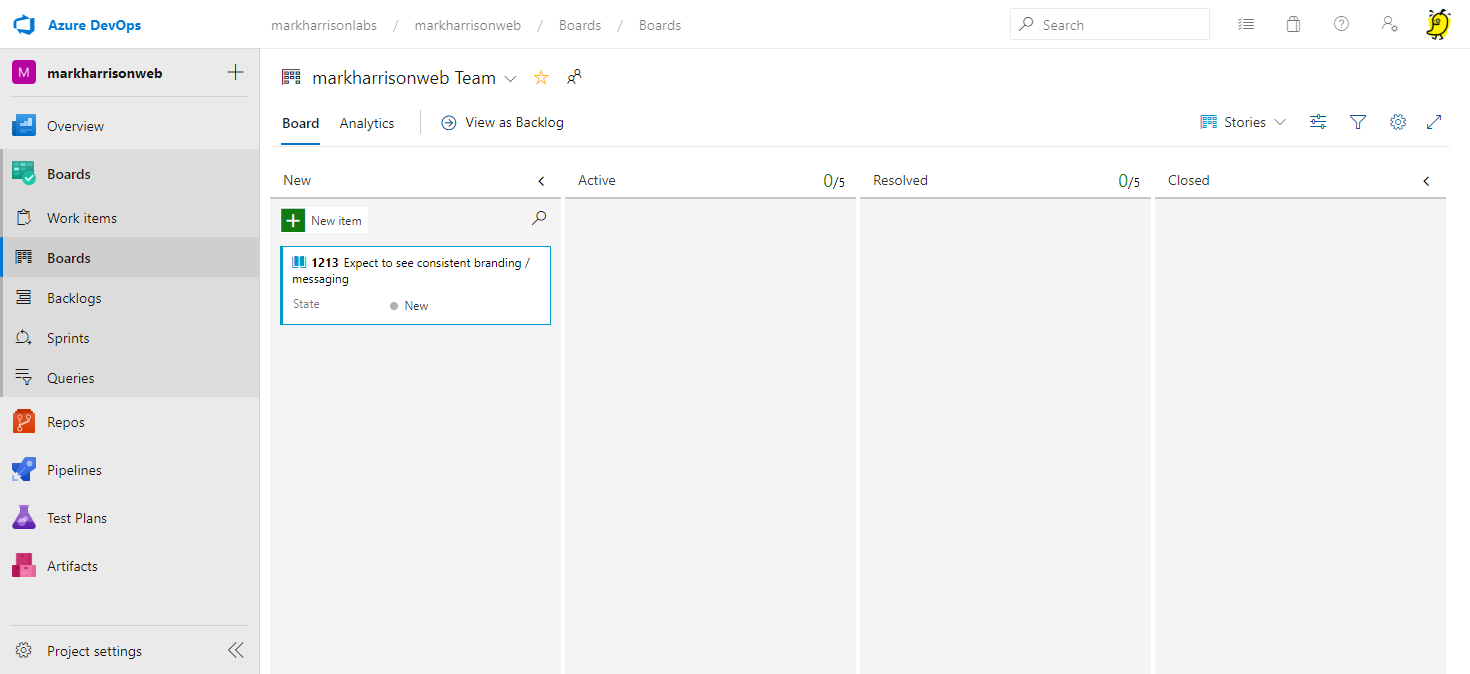 Azure DevOps
markharrisonlabs / markharrisonweb / Boards / Boards
Search
M markharrisonweb
Overview
Boards
Work items
Boards
Backlogs
Sprints
Queries
Repos
Pipelines
Test Plans
Artifacts
Project settings
markharrisonweb Team
Board Analytics View as Backlog Stories
New Active 0/5 Resolved 0/5 Closed
New item
1213 Expect to see consistent branding /
messaging
State New